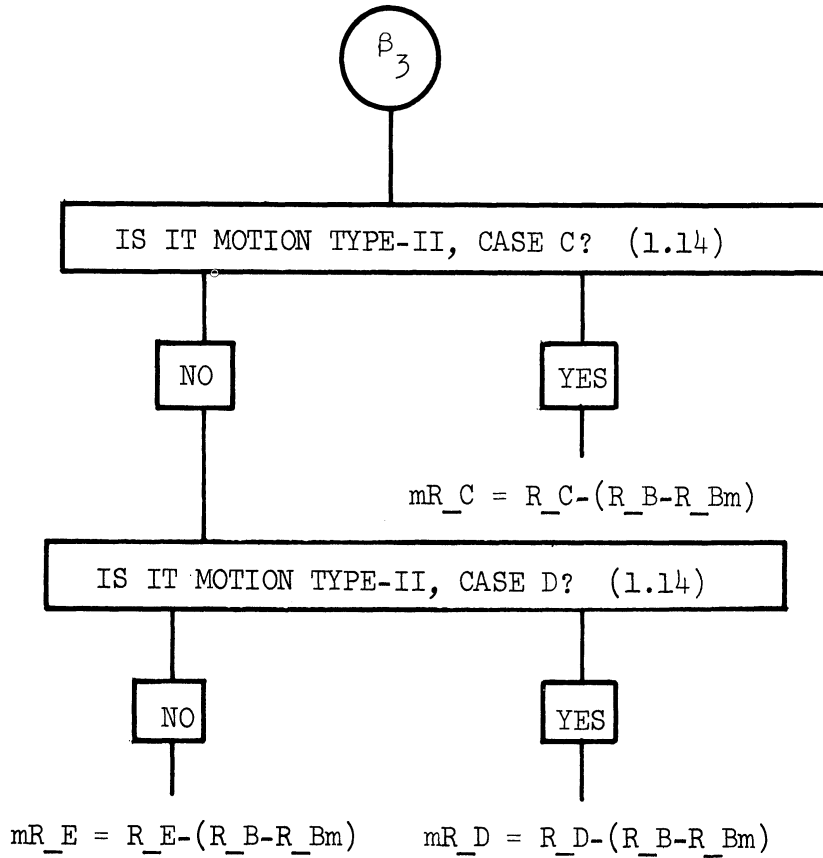 β_3
IS IT MOTION TYPE-II, CASE C? (1.14)
NO
YES
mR_C = R_C-(R_B-R_Bm)
IS IT MOTION TYPE-II, CASE D? (1.14)
NO
YES
mR_E = R_E-(R_B-R_Bm)
mR_D = R_D-(R_B-R_Bm)